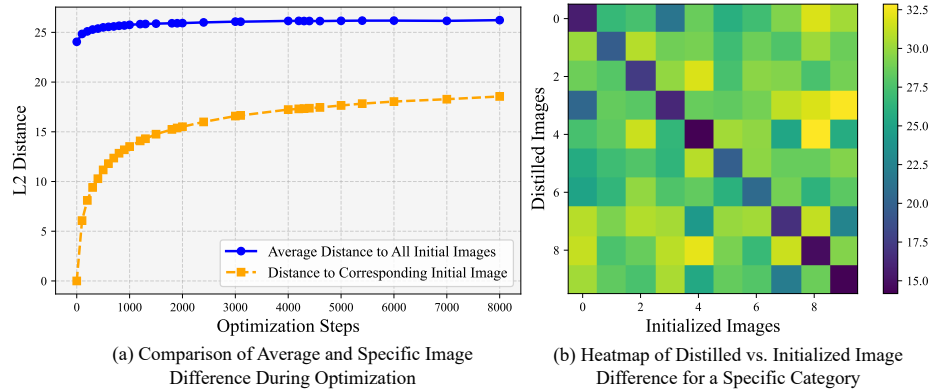 25
20
15
10
5
0
L2 Distance
Average Distance to All Initial Images
Distance to Corresponding Initial Image
0 1000 2000 3000 4000 5000 6000 7000 8000
Optimization Steps
(a) Comparison of Average and Specific Image
Difference During Optimization
0
2
4
6
8
Distilled Images
0 2 4 6 8
Initialized Images
32.5
30.0
27.5
25.0
22.5
20.0
17.5
15.0
(b) Heatmap of Distilled vs. Initialized Image
Difference for a Specific Category